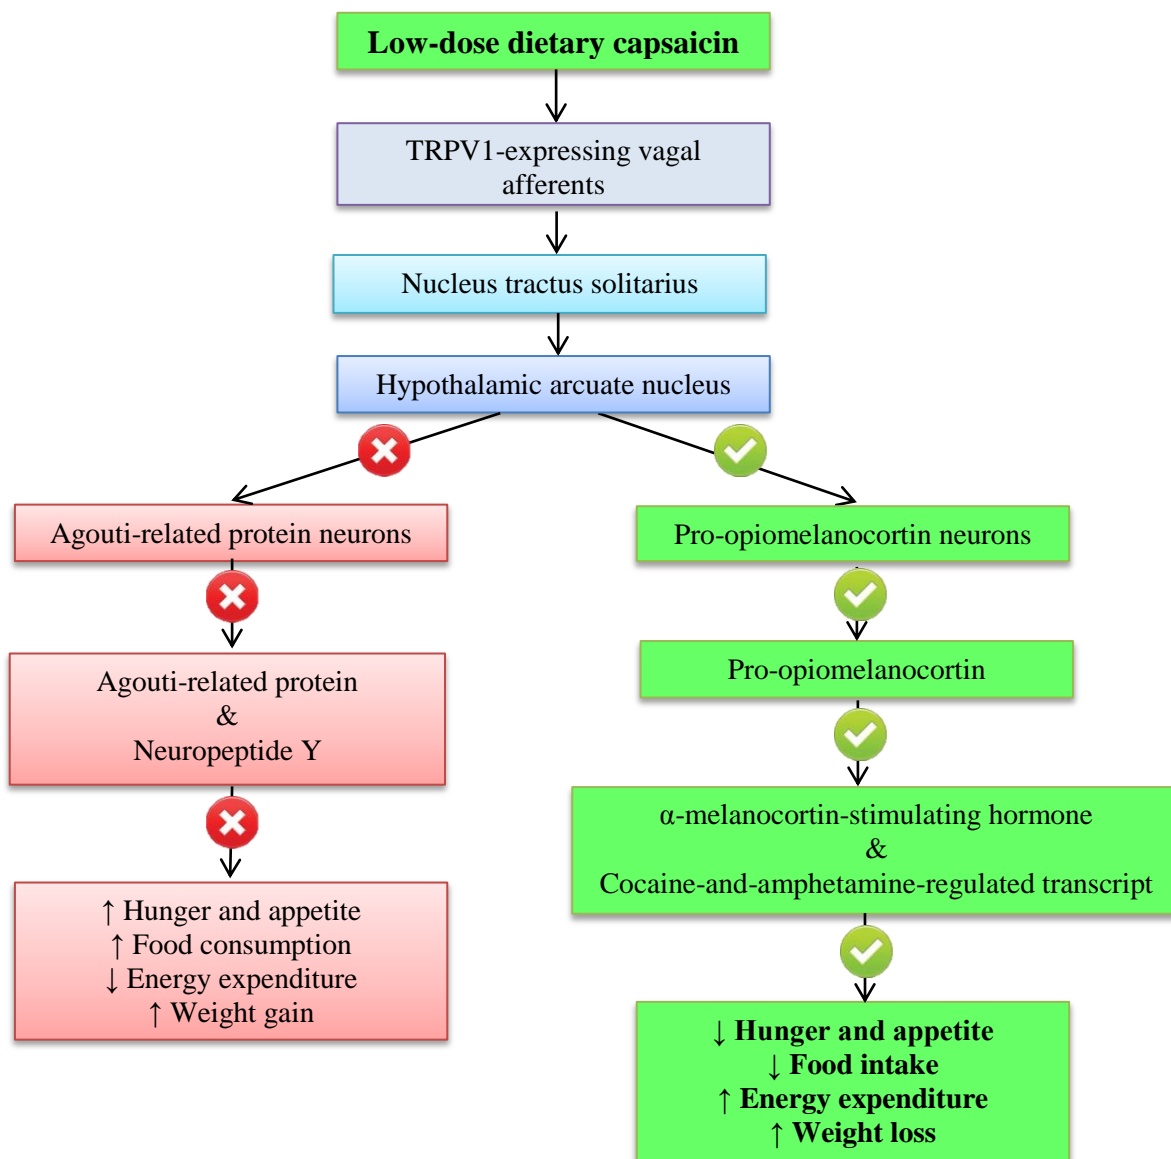 Low-dose dietary capsaicin
TRPV1-expressing vagal
afferents
Nucleus tractus solitarius
Hypothalamic arcuate nucleus
Agouti-related protein neurons
Agouti-related protein
&
Neuropeptide Y
↑ Hunger and appetite
↑ Food consumption
↓ Energy expenditure
↑ Weight gain
Pro-opiomelanocortin neurons
Pro-opiomelanocortin
α-melanocortin-stimulating hormone
&
Cocaine-and-amphetamine-regulated transcript
↓ Hunger and appetite
↓ Food intake
↑ Energy expenditure
↑ Weight loss